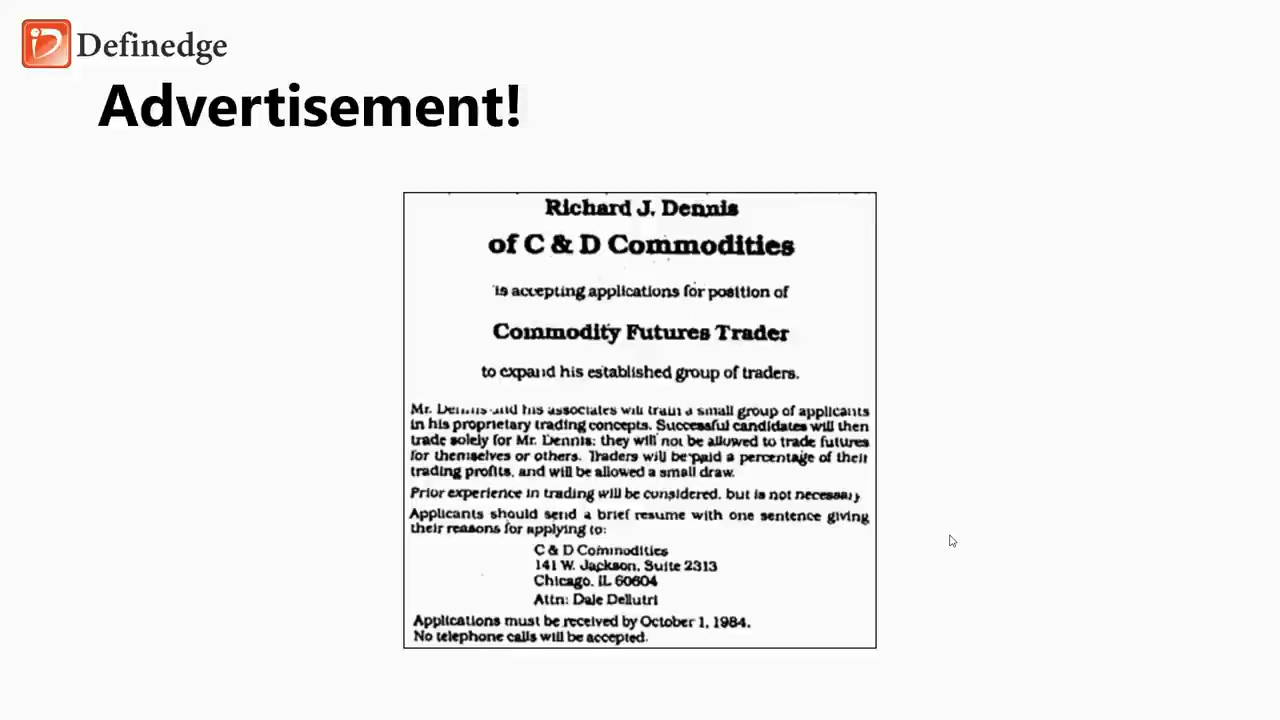 Definedge
Advertisement!
Richard J. Dennis
of C & D Commodities
is accepting applications for position of
Commodity Futures Trader
to expand his established group of traders.
Mr. Dennis and his associates will train a small group of applicants
in his proprietary trading concepts. Successful candidates will then
trade solely for Mr. Dennis: they will not be allowed to trade futures
for themselves or others. Traders will be paid a percentage of their
trading profits, and will be allowed a small draw.
Prior experience in trading will be considered, but is not necessary
Applicants should send a brief resume with one sentence giving
their reasons for applying to:
C & D Commodities
141 W. Jackson, Suite 2313
Chicago, IL 60604
Attn: Dale Dellutri
Applications must be received by October 1, 1984.
No telephone calls will be accepted.